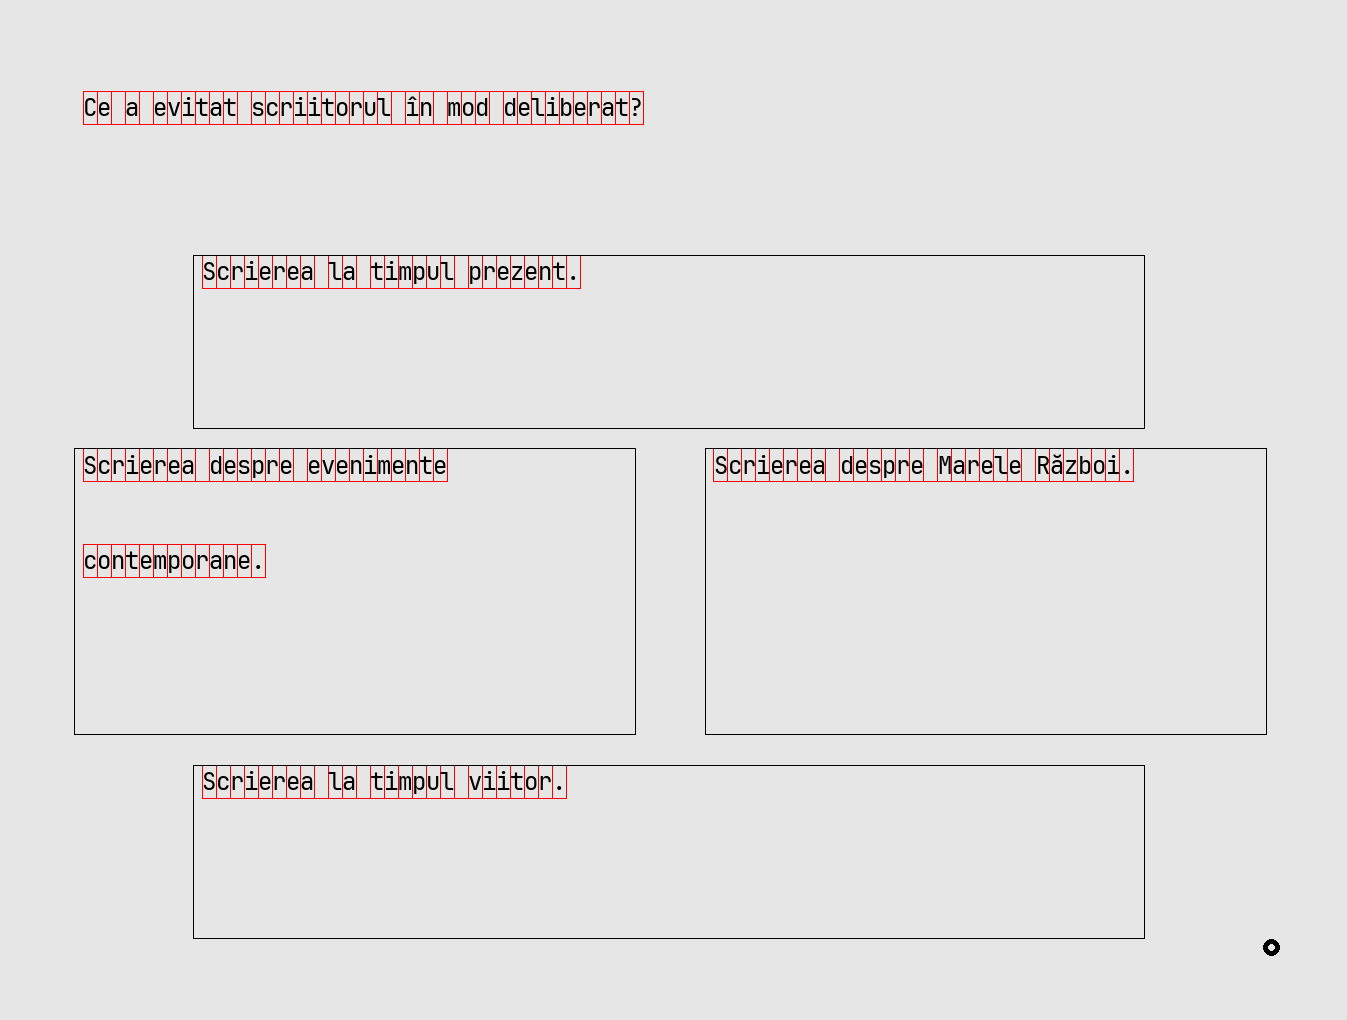 Ce a evitat scriitorul în mod deliberat?
Scrierea la timpul prezent.
Scrierea despre evenimente
contemporane.
Scrierea despre Marele Război.
Scrierea la timpul viitor.